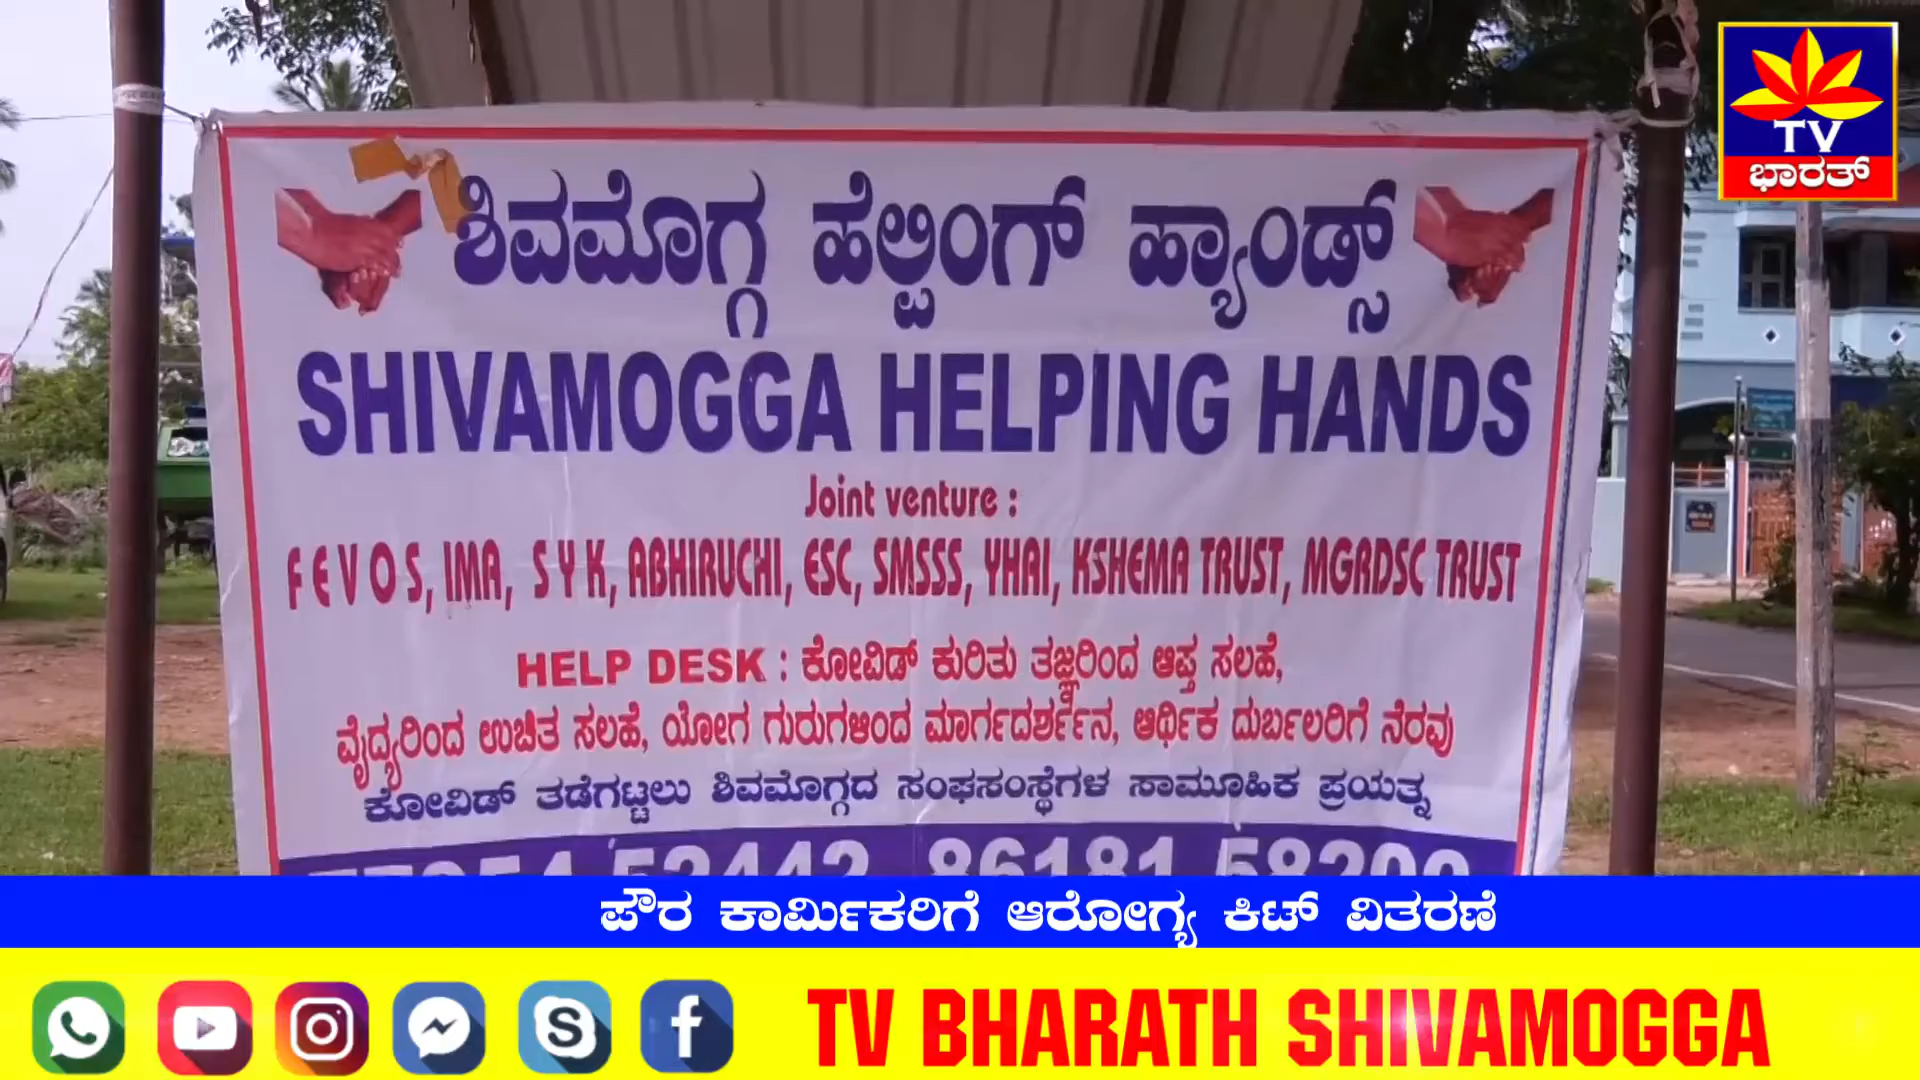 TV
ಭಾರತ್
ಶಿವಮೊಗ್ಗ ಹೆಲ್ಪಿಂಗ್ ಹ್ಯಾಂಡ್ಸ್
SHIVAMOGGA HELPING HANDS
Joint venture :
FEVOS, IMA, SYK, ABHIRUCHI, ESC, SMSSS, YHAI, KSHEMA TRUST, MGRDSC TRUST
HELP DESK : ಕೋವಿಡ್ ಕುರಿತು ತಜ್ಞರಿಂದ ಆಪ್ತ ಸಲಹೆ,
ವೈದ್ಯರಿಂದ ಉಚಿತ ಸಲಹೆ, ಯೋಗ ಗುರುಗಳಿಂದ ಮಾರ್ಗದರ್ಶನ, ಆರ್ಥಿಕ ದುರ್ಬಲರಿಗೆ ನೆರವು
ಕೋವಿಡ್ ತಡೆಗಟ್ಟಲು ಶಿವಮೊಗ್ಗದ ಸಂಘಸಂಸ್ಥೆಗಳ ಸಾಮೂಹಿಕ ಪ್ರಯತ್ನ
ಪೌರ ಕಾರ್ಮಿಕರಿಗೆ ಆರೋಗ್ಯ ಕಿಟ್ ವಿತರಣೆ
TV BHARATH SHIVAMOGGA